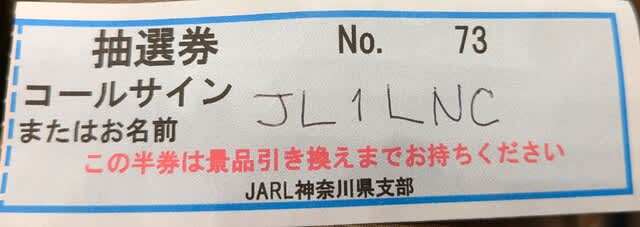 抽選券 No. 73
コールサイン JL1LNC
またはお名前
この半券は景品引き換えまでお持ちください
JARL神奈川県支部